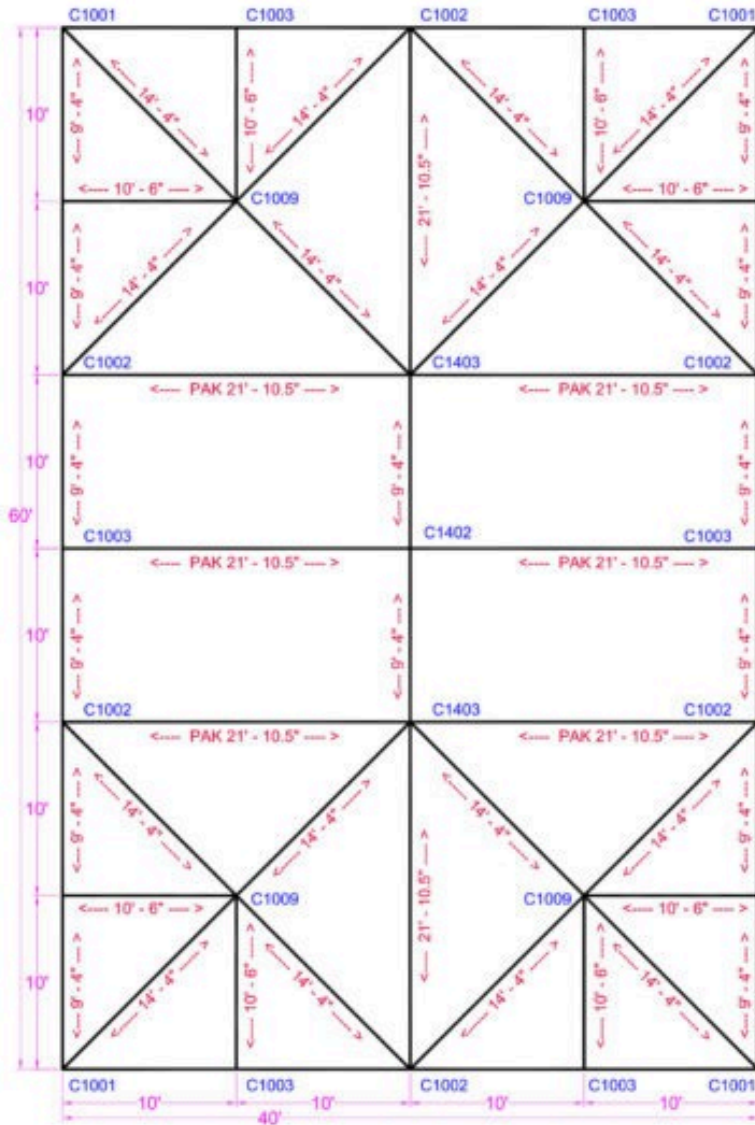 C1001 C1003 C1002 C1003 C1001
<--- 9' - 4" --->
<---- 14' - 4" ---->
<---- 10' - 6" ---->
<---- 14' - 4" ---->
<---- 21' - 10.5" ---->
<---- 14' - 4" ---->
<---- 10' - 6" ---->
<---- 14' - 4" ---->
<--- 9' - 4" --->
10'
<---- 10' - 6" ----> <---- 10' - 6" ---->
C1009 C1009
<--- 9' - 4" --->
<---- 14' - 4" ---->
<---- 14' - 4" ---->
<---- 14' - 4" ---->
<---- 14' - 4" ---->
<--- 9' - 4" --->
10'
C1002 C1403 C1002
<---- PAK 21' - 10.5" ----> <---- PAK 21' - 10.5" ---->
<--- 9' - 4" --->
<--- 9' - 4" --->
<--- 9' - 4" --->
10'
60'
C1003 C1402 C1003
<---- PAK 21' - 10.5" ----> <---- PAK 21' - 10.5" ---->
<--- 9' - 4" --->
<--- 9' - 4" --->
<--- 9' - 4" --->
10'
C1002 C1403 C1002
<---- PAK 21' - 10.5" ----> <---- PAK 21' - 10.5" ---->
<--- 9' - 4" --->
<---- 14' - 4" ---->
<---- 14' - 4" ---->
<---- 21' - 10.5" ---->
<---- 14' - 4" ---->
<---- 14' - 4" ---->
<--- 9' - 4" --->
10'
<---- 10' - 6" ----> <---- 10' - 6" ---->
C1009 C1009
<--- 9' - 4" --->
<---- 14' - 4" ---->
<---- 10' - 6" ---->
<---- 14' - 4" ---->
<---- 14' - 4" ---->
<---- 10' - 6" ---->
<---- 14' - 4" ---->
<--- 9' - 4" --->
10'
C1001 C1003 C1002 C1003 C1001
10' 10' 10' 10'
40'